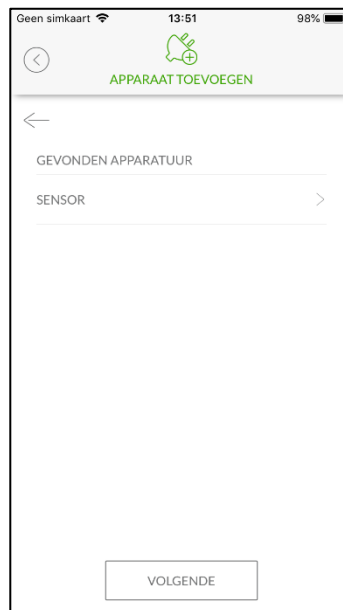 Geen simkaart 13:51 98%
APPARAAT TOEVOEGEN
GEVONDEN APPARATUUR
SENSOR
VOLGENDE